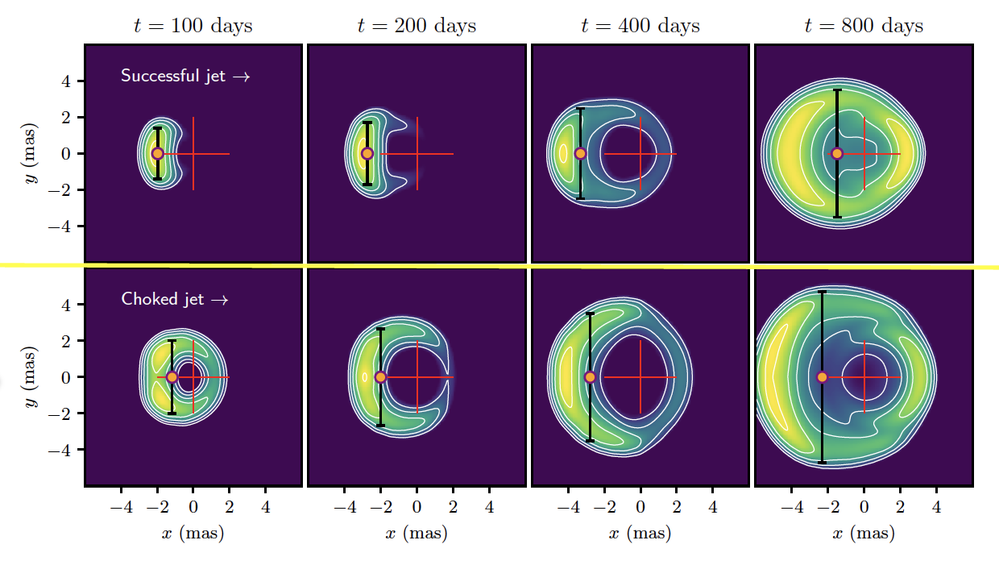 t = 100 days t = 200 days t = 400 days t = 800 days
Successful jet →
4
2
0
−2
−4
y (mas)
Choked jet →
4
2
0
−2
−4
y (mas)
−4 −2 0 2 4 −4 −2 0 2 4 −4 −2 0 2 4 −4 −2 0 2 4
x (mas) x (mas) x (mas) x (mas)